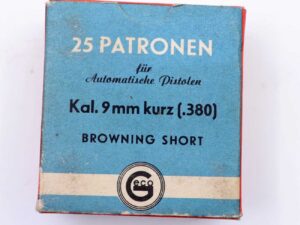 25 PATRONEN
für
Automatische Pistolen
Kal. 9 mm kurz (.380)
BROWNING SHORT
Geco